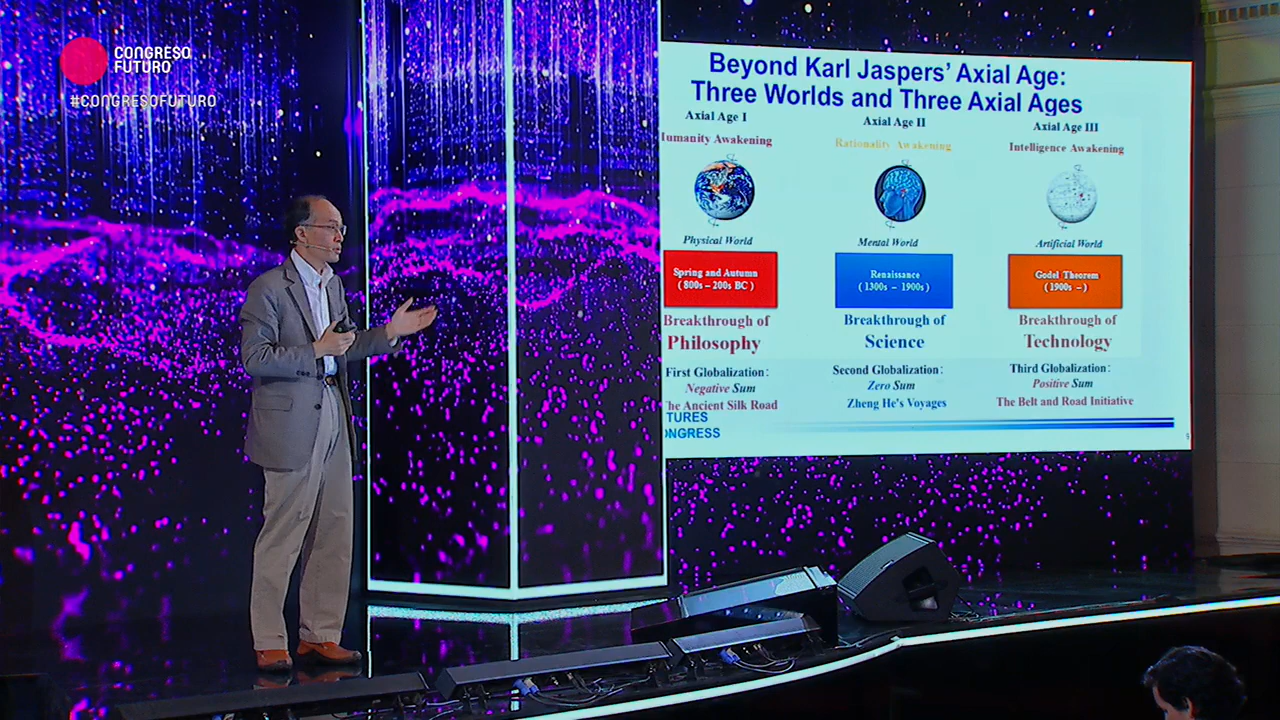 CONGRESO
FUTURO
#CONGRESOFUTURO
Beyond Karl Jaspers' Axial Age:
Three Worlds and Three Axial Ages
Axial Age I
Humanity Awakening
Physical World
Spring and Autumn
( 800s – 200s BC )
Breakthrough of
Philosophy
First Globalization:
Negative Sum
The Ancient Silk Road
Axial Age II
Rationality Awakening
Mental World
Renaissance
( 1300s – 1900s )
Breakthrough of
Science
Second Globalization:
Zero Sum
Zheng He's Voyages
Axial Age III
Intelligence Awakening
Artificial World
Godel Theorem
(1900s – )
Breakthrough of
Technology
Third Globalization:
Positive Sum
The Belt and Road Initiative
TURES
NGRESS